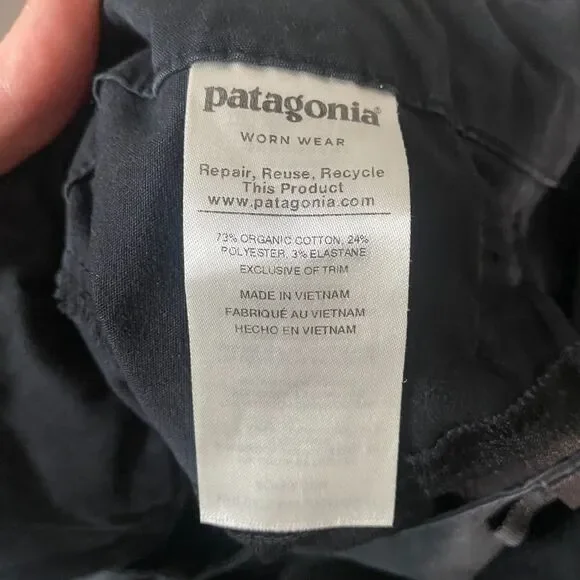 patagonia®
WORN WEAR
Repair, Reuse, Recycle
This Product
www.patagonia.com
73% ORGANIC COTTON, 24%
POLYESTER, 3% ELASTANE
EXCLUSIVE OF TRIM
MADE IN VIETNAM
FABRIQUÉ AU VIETNAM
HECHO EN VIETNAM